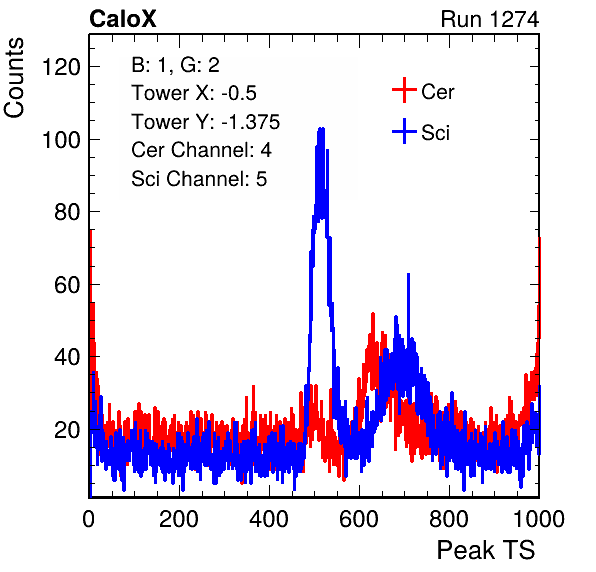 CaloX Run 1274
Counts
B: 1, G: 2
Tower X: -0.5
Tower Y: -1.375
Cer Channel: 4
Sci Channel: 5
Cer
Sci
120
100
80
60
40
20
0 200 400 600 800 1000
Peak TS